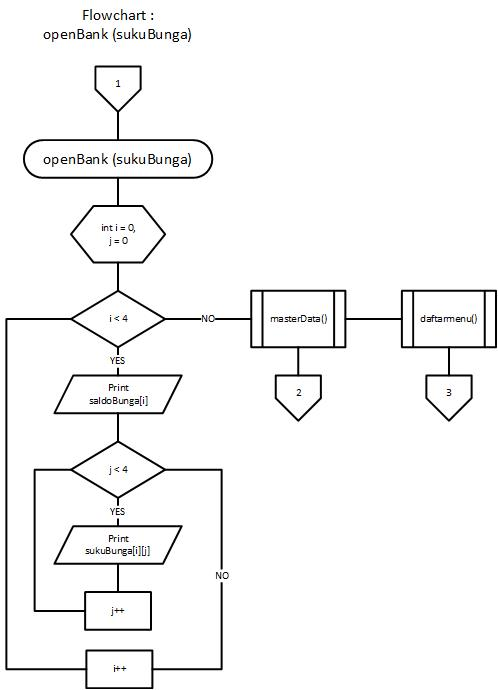 Flowchart :
openBank (sukuBunga)
1
openBank (sukuBunga)
int i = 0,
j = 0
i < 4
NO
masterData()
daftarmenu()
YES
Print
saldoBunga[i]
2
3
j < 4
YES
Print
sukuBunga[i][j]
NO
j++
i++